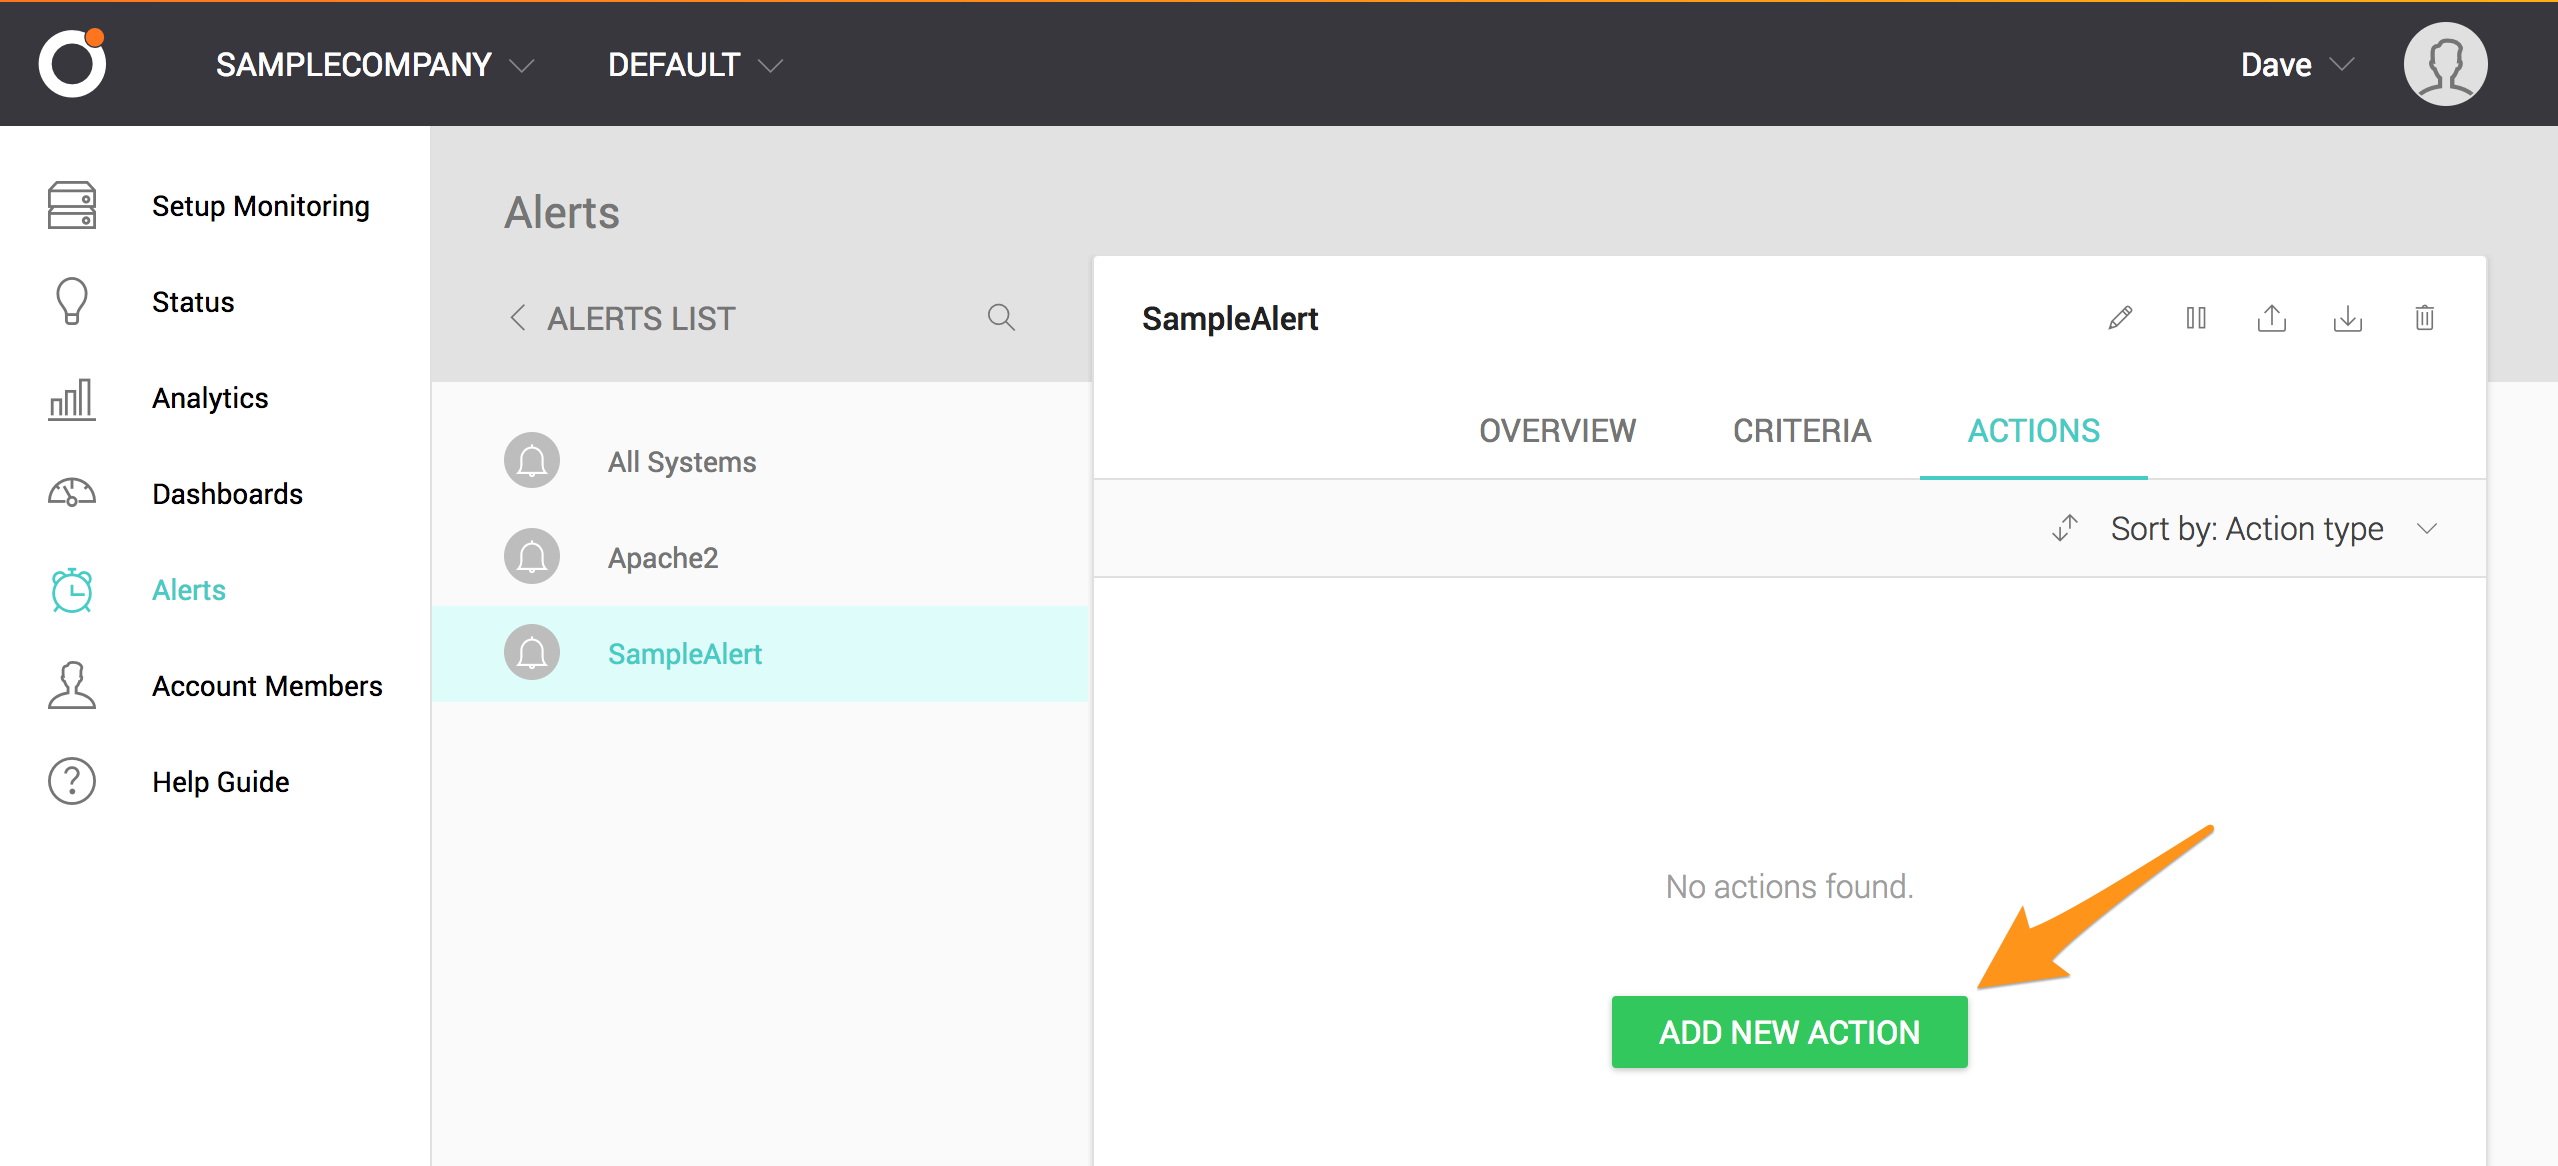 SAMPLECOMPANY
DEFAULT
Dave
Setup Monitoring
Status
Analytics
Dashboards
Alerts
Account Members
Help Guide
Alerts
ALERTS LIST
All Systems
Apache2
SampleAlert
SampleAlert
OVERVIEW
CRITERIA
ACTIONS
Sort by: Action type
No actions found.
ADD NEW ACTION